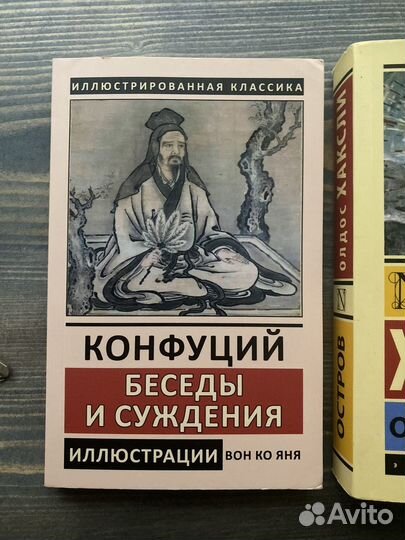 ИЛЛЮСТРИРОВАННАЯ КЛАССИКА
КОНФУЦИЙ
БЕСЕДЫ
И СУЖДЕНИЯ
ИЛЛЮСТРАЦИИ ВОН КО ЯНЯ
ОЛДОС ХАКСЛИ
N
ОСТРОВ
Avito